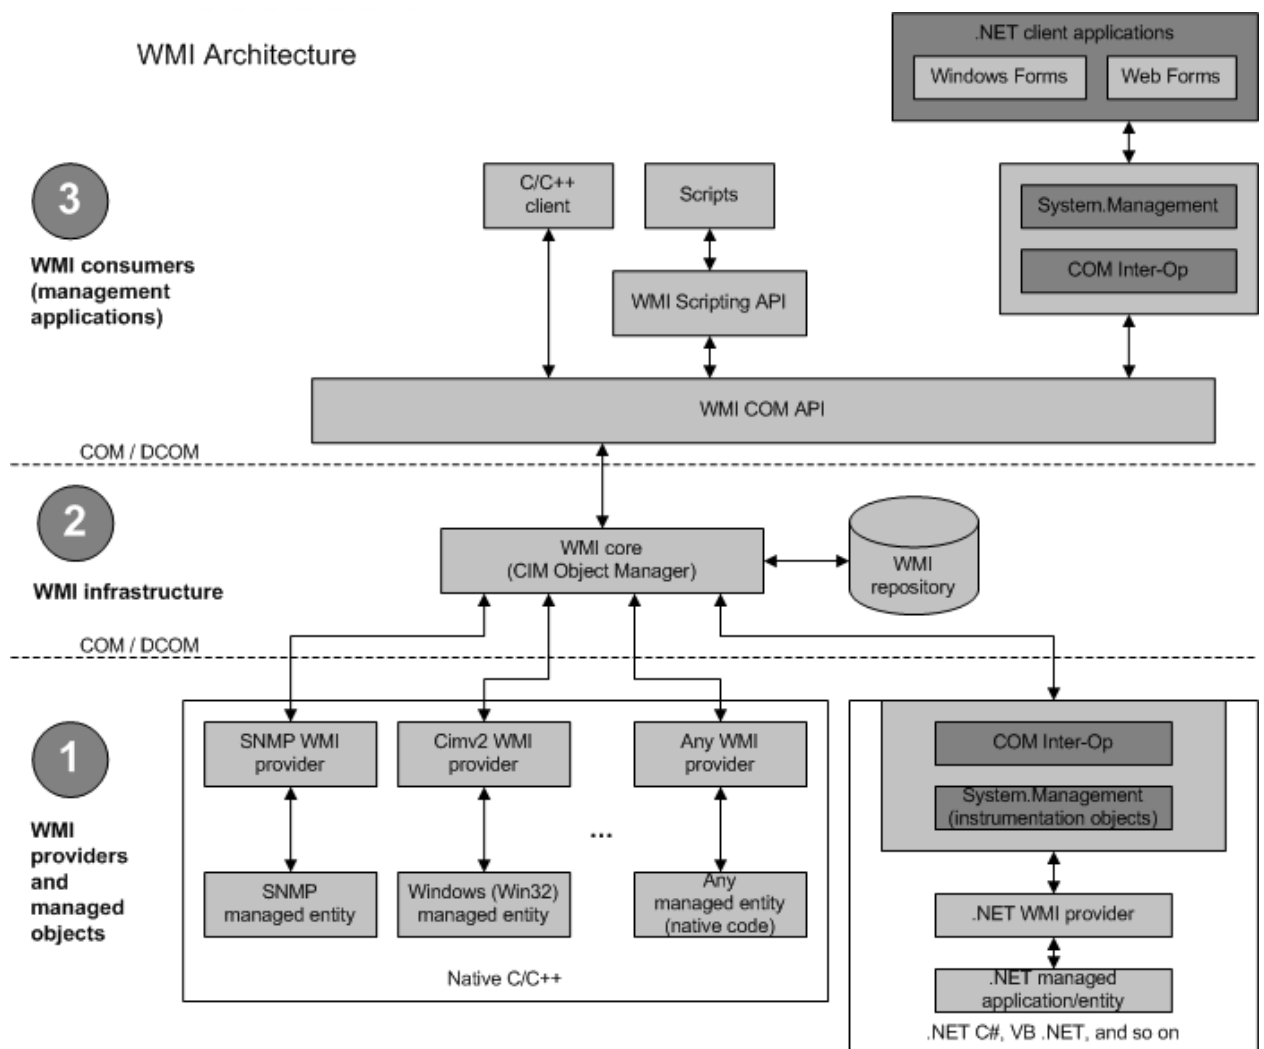 WMI Architecture
.NET client applications
Windows Forms
Web Forms
3
WMI consumers
(management
applications)
C/C++
client
Scripts
System.Management
COM Inter-Op
WMI Scripting API
WMI COM API
COM / DCOM
2
WMI infrastructure
WMI core
(CIM Object Manager)
WMI
repository
COM / DCOM
1
WMI
providers
and
managed
objects
SNMP WMI
provider
Cimv2 WMI
provider
Any WMI
provider
...
SNMP
managed entity
Windows (Win32)
managed entity
Any
managed entity
(native code)
Native C/C++
COM Inter-Op
System.Management
(instrumentation objects)
.NET WMI provider
.NET managed
application/entity
.NET C#, VB .NET, and so on